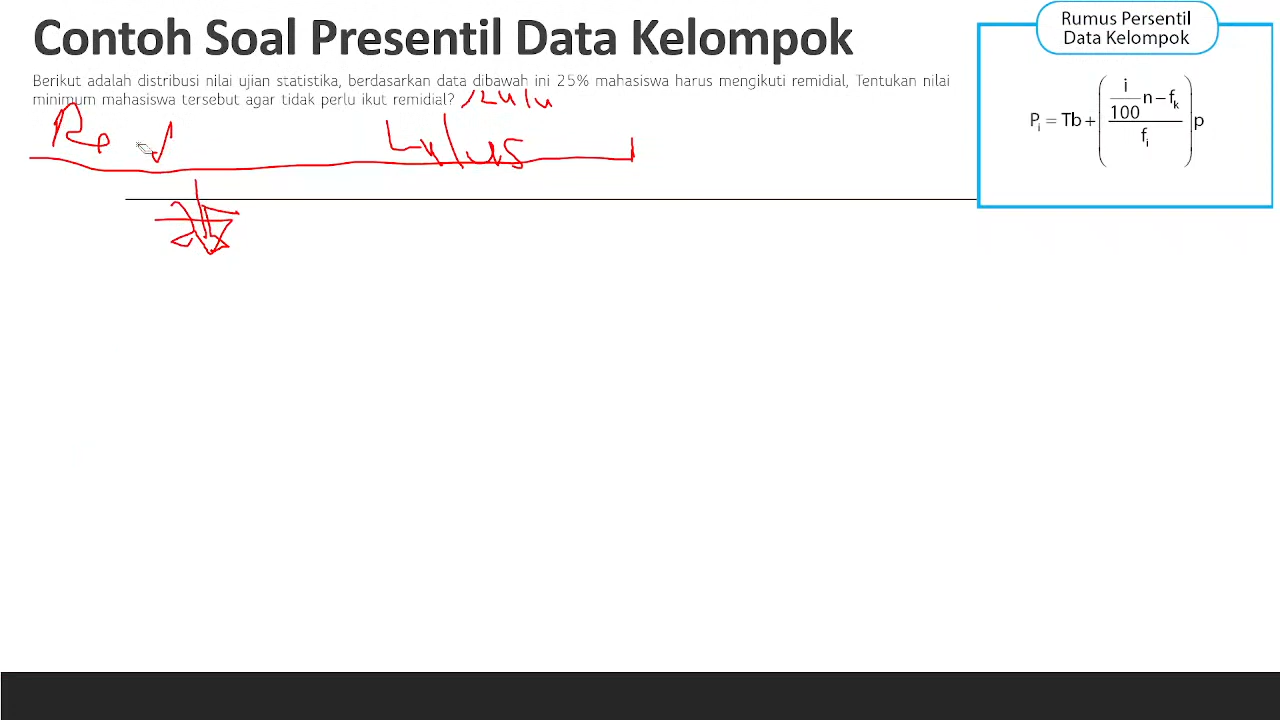 Contoh Soal Presentil Data Kelompok
Berikut adalah distribusi nilai ujian statistika, berdasarkan data dibawah ini 25% mahasiswa harus mengikuti remidial, Tentukan nilai
minimum mahasiswa tersebut agar tidak perlu ikut remidial?
Re
Lulus
25
Rumus Persentil
Data Kelompok
Pi = Tb + ( (i/100 n − fk) / fi ) p